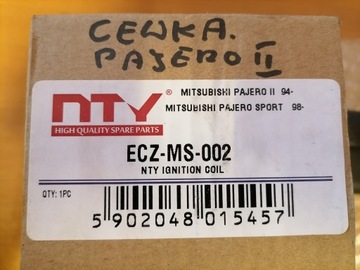 CEWKA.
PAJERO II
NTY ®
HIGH QUALITY SPARE PARTS
MITSUBISHI PAJERO II 94-
MITSUBISHI PAJERO SPORT 98-
ECZ-MS-002
NTY IGNITION COIL
QTY: 1PC
5 902048 015457